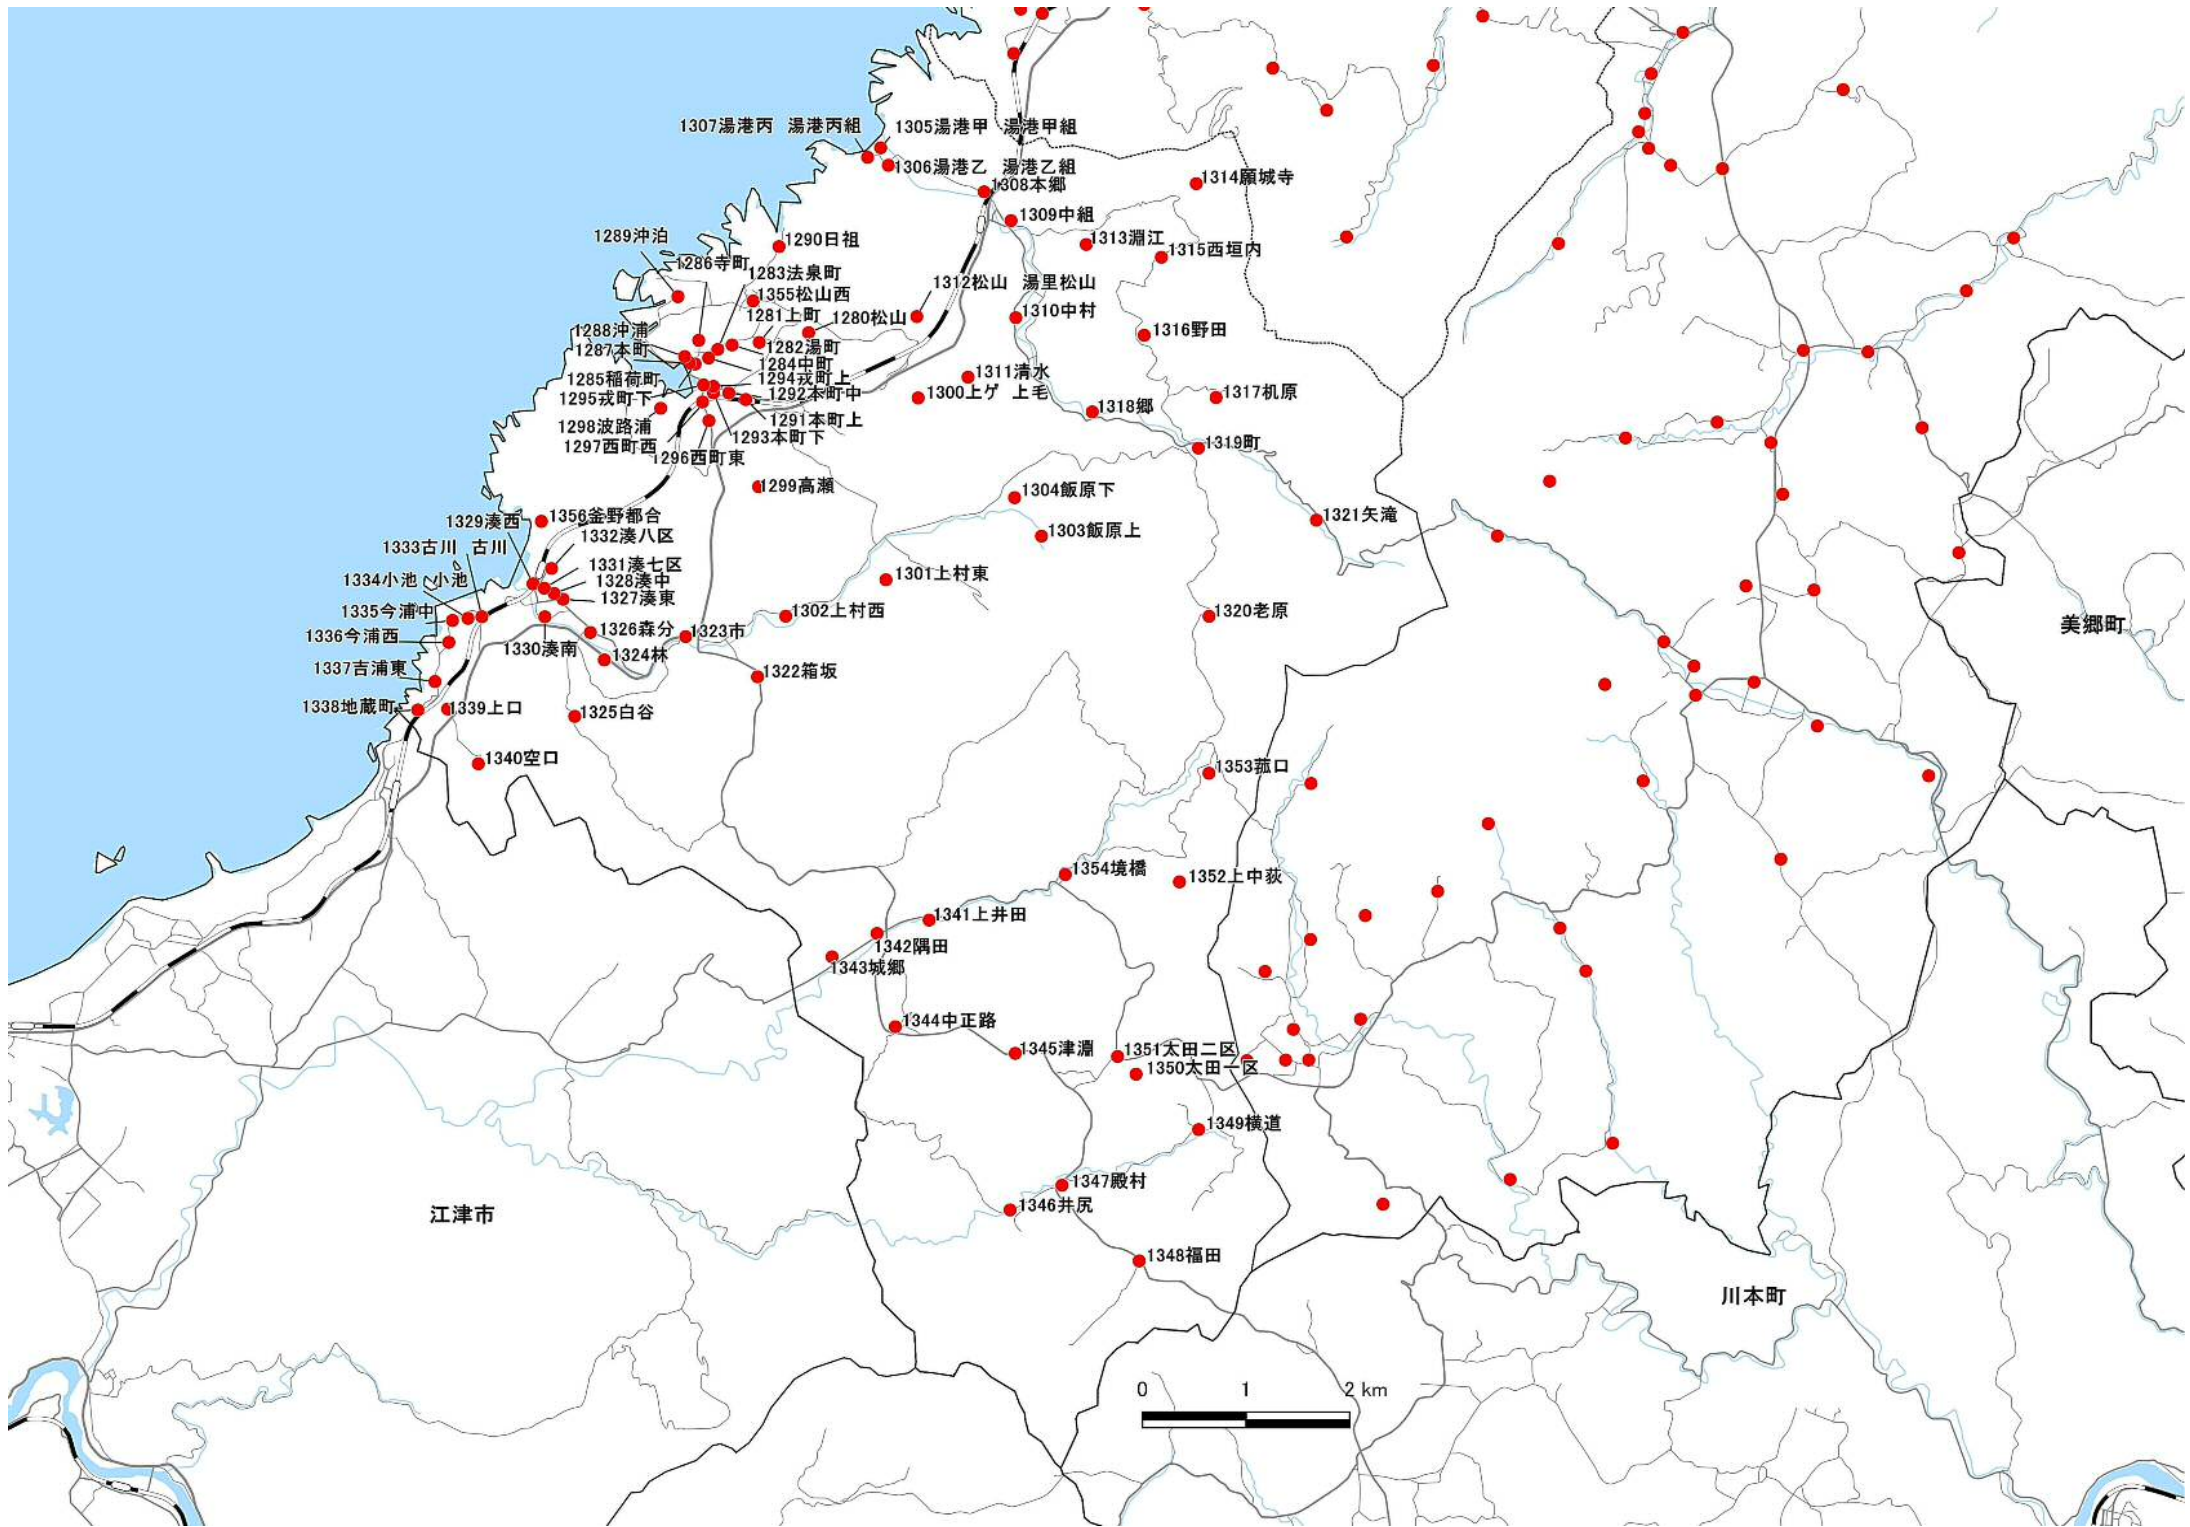 1307湯港丙　湯港丙組
1305湯港甲　湯港甲組
1306湯港乙　湯港乙組
1308本郷
1314願城寺
1309中組
1289沖泊
1290日祖
1313淵江
1315西垣内
1286寺町
1283法泉町
1312松山　湯里松山
1355松山西
1281上町
1280松山
1310中村
1288沖浦
1316野田
1287本町
1282湯町
1284中町
1285稲荷町
1294戎町上
1311清水
1295戎町下
1292本町中
1300上ゲ 上毛
1317机原
1318郷
1298波路浦
1291本町上
1297西町西
1293本町下
1319町
1296西町東
1299高瀬
1304飯原下
1329湊西
1356釜野都合
1321矢滝
1332湊八区
1303飯原上
1333古川　古川
1331湊七区
1334小池 小池
1328湊中
1301上村東
1327湊東
1335今浦中
1302上村西
1320老原
美郷町
1336今浦西
1326森分
1323市
1330湊南
1324林
1337吉浦東
1322箱坂
1338地蔵町
1339上口
1325白谷
1340空口
1353菰口
1354境橋
1352上中荻
1341上井田
1342隅田
1343城郷
1344中正路
1345津淵
1351太田二区
1350太田一区
1349横道
1347殿村
1346井尻
江津市
1348福田
川本町
0 1 2 km